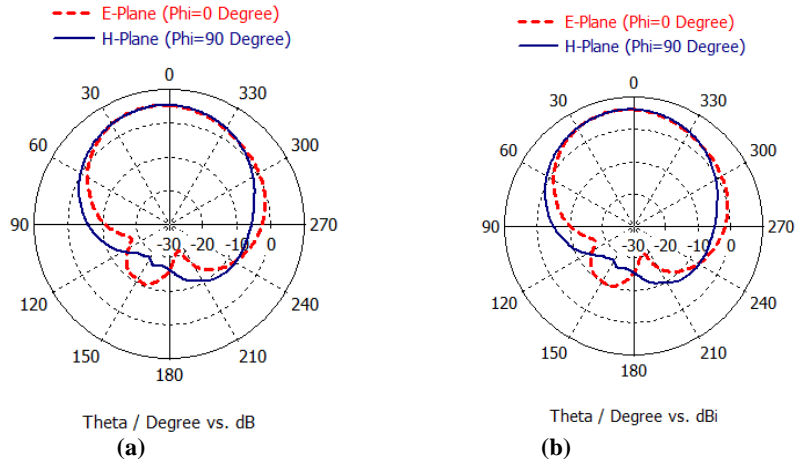 E-Plane (Phi=0 Degree)
H-Plane (Phi=90 Degree)
0
30
330
60
300
90
-30 -20 -10 0
270
120
240
150
210
180
Theta / Degree vs. dB
(a)
E-Plane (Phi=0 Degree)
H-Plane (Phi=90 Degree)
0
30
330
60
300
90
-30 -20 -10 0
270
120
240
150
210
180
Theta / Degree vs. dBi
(b)